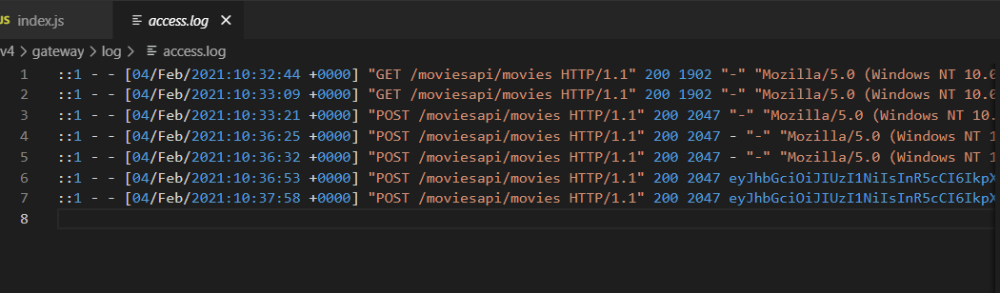 JS index.js access.log
v4 gateway log access.log
1 ::1 - - [04/Feb/2021:10:32:44 +0000] "GET /moviesapi/movies HTTP/1.1" 200 1902 "-" "Mozilla/5.0 (Windows NT 10.0
2 ::1 - - [04/Feb/2021:10:33:09 +0000] "GET /moviesapi/movies HTTP/1.1" 200 1902 "-" "Mozilla/5.0 (Windows NT 10.0
3 ::1 - - [04/Feb/2021:10:33:21 +0000] "POST /moviesapi/movies HTTP/1.1" 200 2047 "-" "Mozilla/5.0 (Windows NT 10.
4 ::1 - - [04/Feb/2021:10:36:25 +0000] "POST /moviesapi/movies HTTP/1.1" 200 2047 - "-" "Mozilla/5.0 (Windows NT 1
5 ::1 - - [04/Feb/2021:10:36:32 +0000] "POST /moviesapi/movies HTTP/1.1" 200 2047 - "-" "Mozilla/5.0 (Windows NT 1
6 ::1 - - [04/Feb/2021:10:36:53 +0000] "POST /moviesapi/movies HTTP/1.1" 200 2047 eyJhbGciOiJIUzI1NiIsInR5cCI6IkpX
7 ::1 - - [04/Feb/2021:10:37:58 +0000] "POST /moviesapi/movies HTTP/1.1" 200 2047 eyJhbGciOiJIUzI1NiIsInR5cCI6IkpX
8